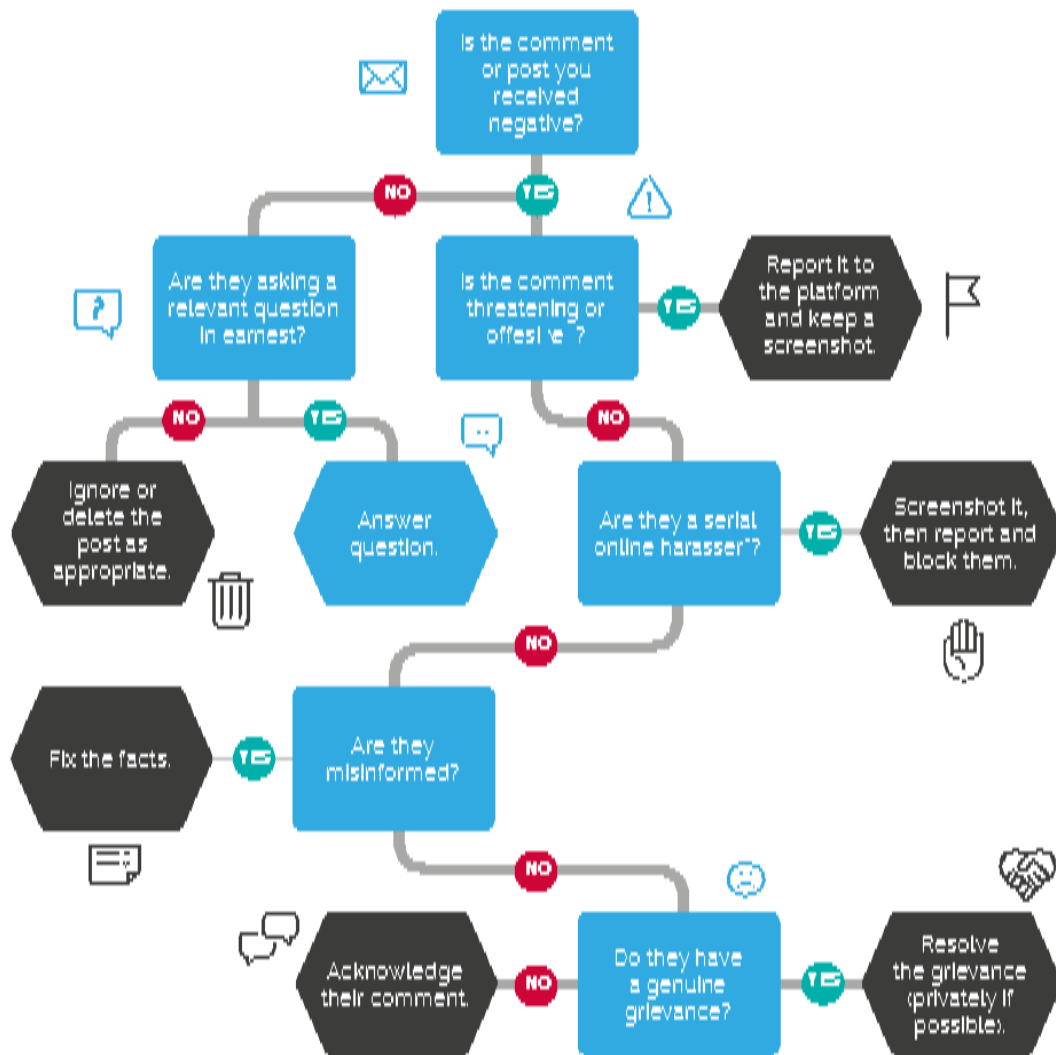 Is the comment
or post you
received
negative?
NO
YES
Are they asking a
relevant question
in earnest?
Is the comment
threatening or
YES
Report it to
the platform
and keep a
screenshot.
NO
YES
NO
Ignore or
delete the
post as
appropriate.
Answer
question.
Are they a serial
online harasser*?
YES
Screenshot it,
then report and
block them.
NO
Fix the facts.
YES
Are they
misinformed?
NO
Acknowledge
their comment.
NO
Do they have
a genuine
grievance?
YES
Resolve
the grievance
(privately if
possible).